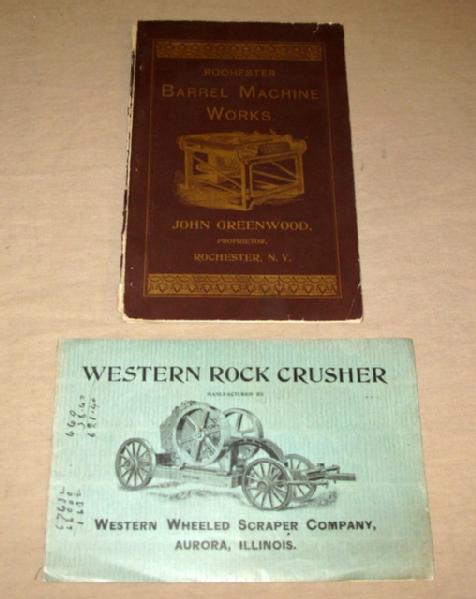 ROCHESTER
BARREL MACHINE
WORKS.
JOHN GREENWOOD,
PROPRIETOR,
ROCHESTER, N.Y.
WESTERN ROCK CRUSHER
MANUFACTURED BY
WESTERN WHEELED SCRAPER COMPANY,
AURORA, ILLINOIS.